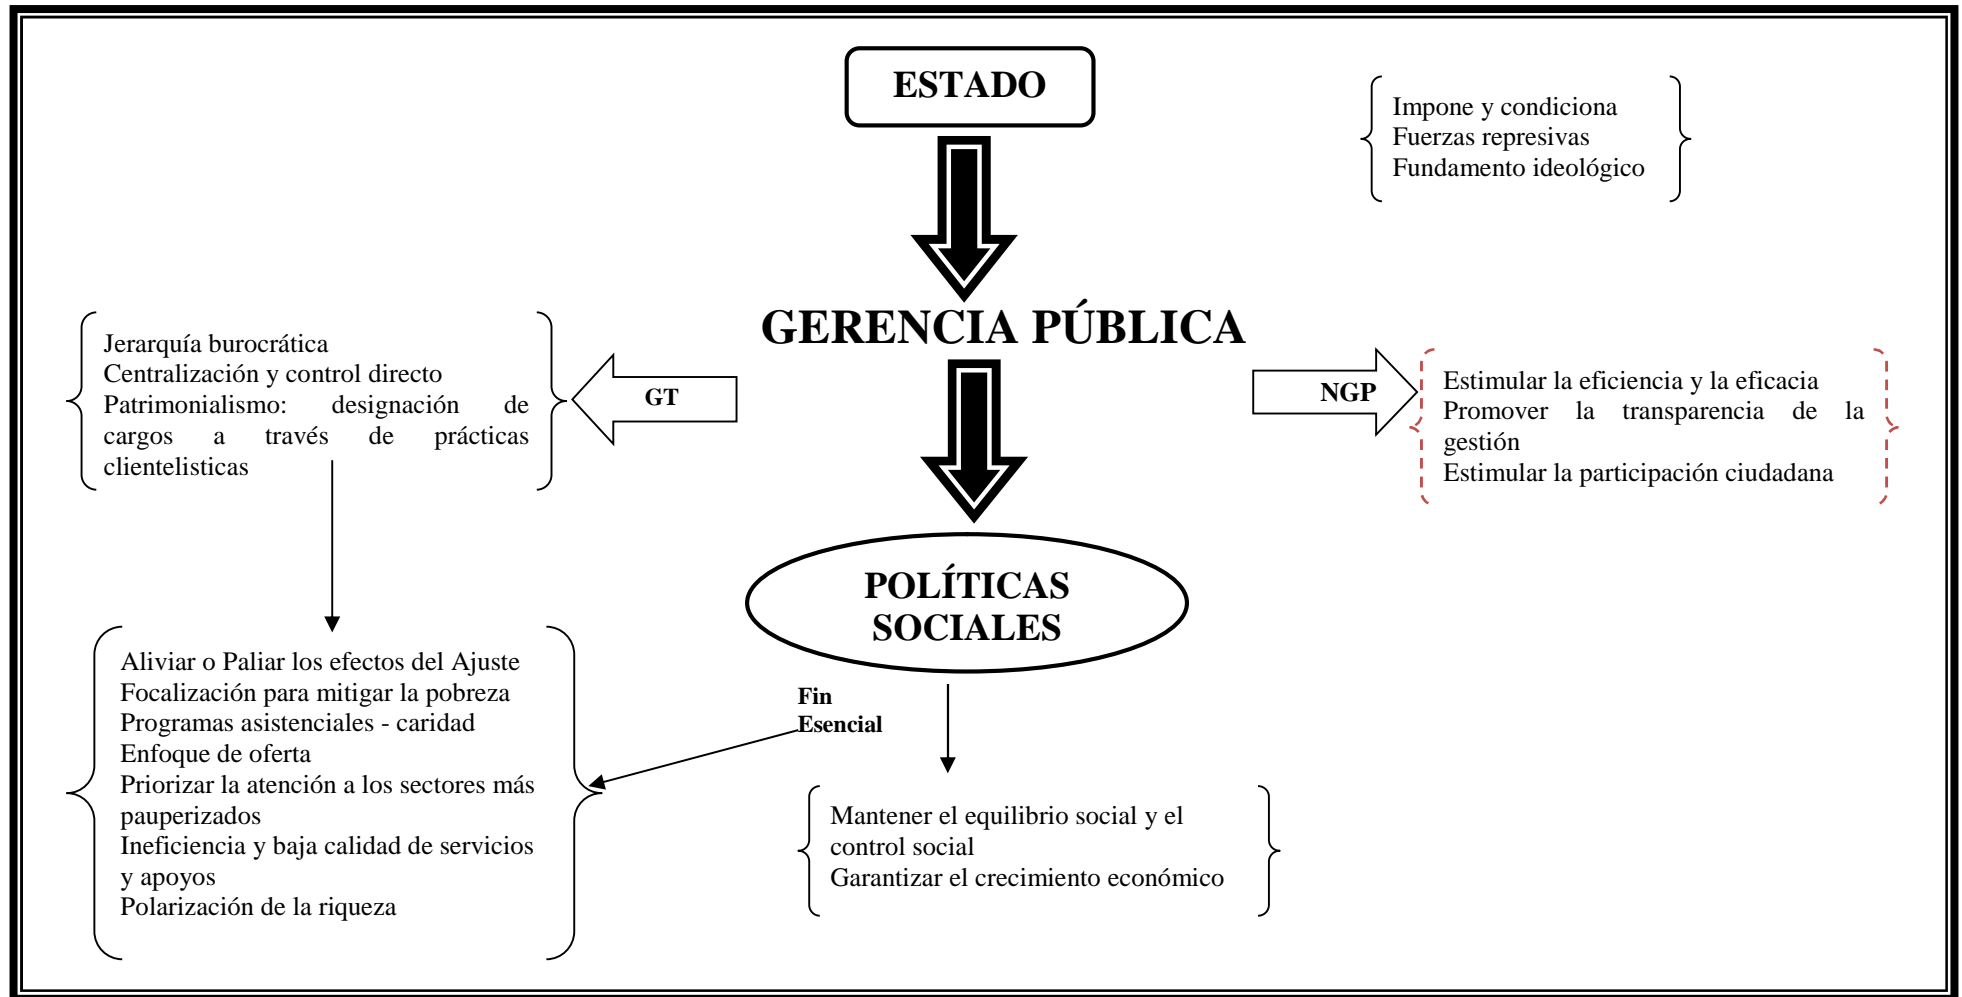 ESTADO
Impone y condiciona
Fuerzas represivas
Fundamento ideológico
GERENCIA PÚBLICA
Jerarquía burocrática
Centralización y control directo
Patrimonialismo: designación de
cargos a través de prácticas
clientelisticas
GT
NGP
Estimular la eficiencia y la eficacia
Promover la transparencia de la
gestión
Estimular la participación ciudadana
POLÍTICAS
SOCIALES
Aliviar o Paliar los efectos del Ajuste
Focalización para mitigar la pobreza
Programas asistenciales - caridad
Enfoque de oferta
Priorizar la atención a los sectores más
pauperizados
Ineficiencia y baja calidad de servicios
y apoyos
Polarización de la riqueza
Fin
Esencial
Mantener el equilibrio social y el
control social
Garantizar el crecimiento económico